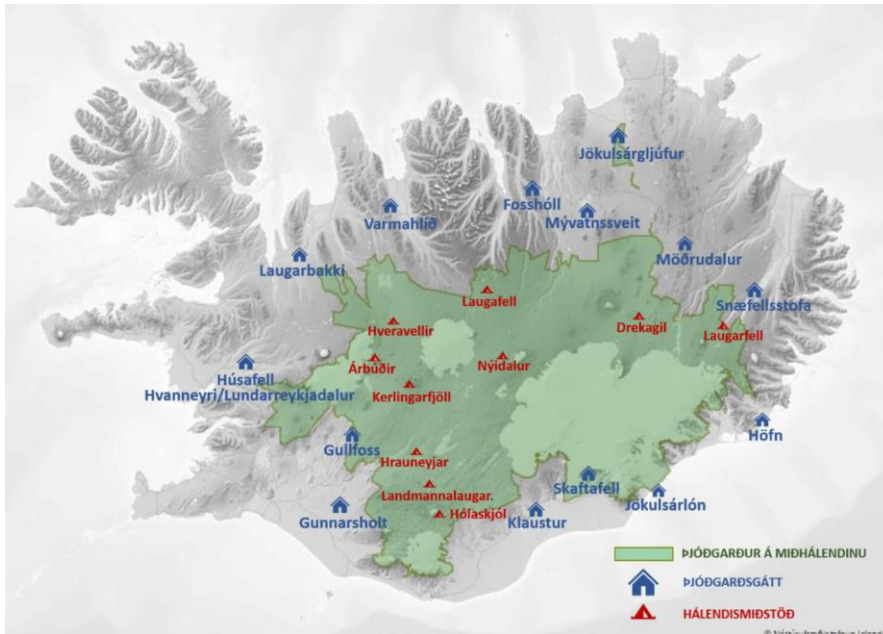 Jökulsárgljúfur
Fosshóll
Varmahlíð
Mývatnssveit
Möðrudalur
Laugarbakki
Snæfellsstofa
Laugafell
Drekagil
Hveravellir
Laugarfell
Árbúðir
Nýidalur
Húsafell
Hvanneyri/Lundarreykjadalur
Kerlingarfjöll
Höfn
Gullfoss
Hrauneyjar
Skaftafell
Landmannalaugar.
Jökulsárlón
Gunnarsholt
Hólaskjól
Klaustur
ÞJÓÐGARÐUR Á MIÐHÁLENDINU
ÞJÓÐGARÐSGÁTT
HÁLENDISMIÐSTÖÐ